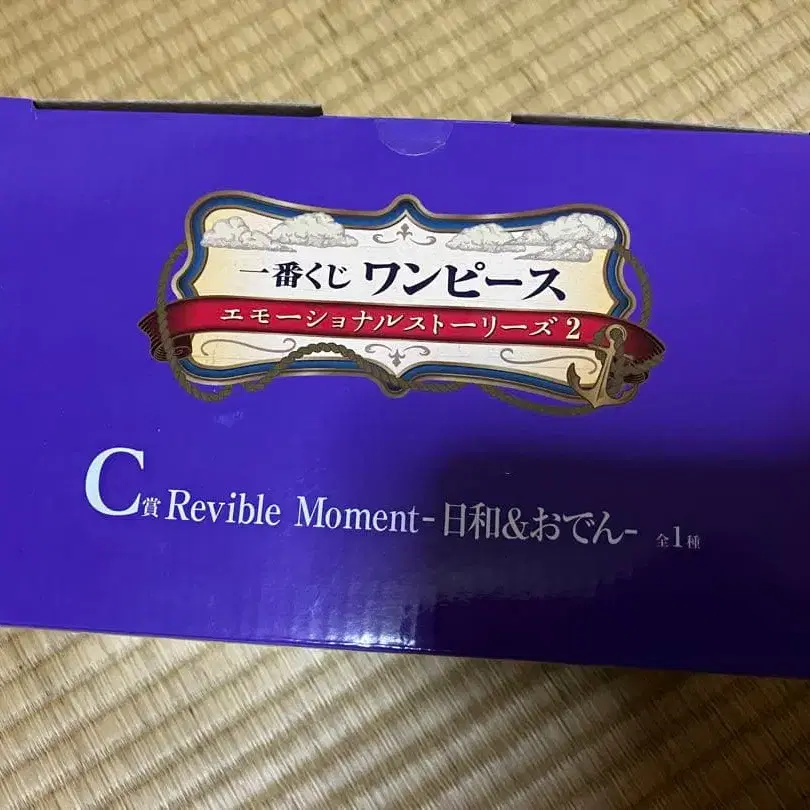 一番くじ ワンピース
エモーショナルストーリーズ2
C賞 Revible Moment-日和&おでん- 全1種